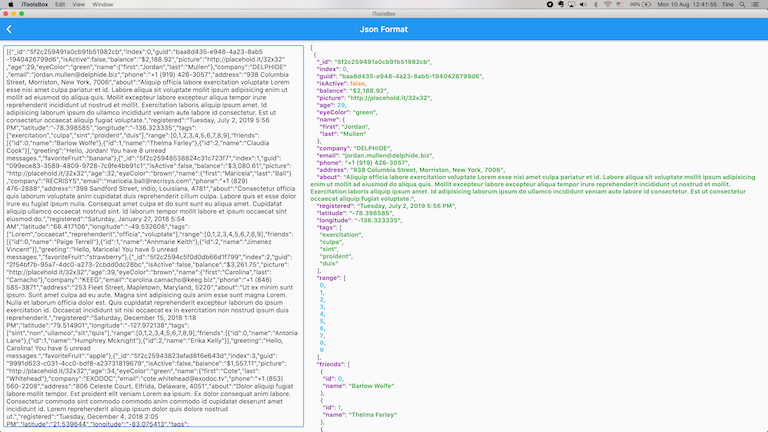 iToolsBox Edit View Window
99% Mon 10 Aug 12:41:55 Tino
iToolsBox
Json Format
[{"_id":"5f2c259491a0cb91b51982cb","index":0,"guid":"baa8d435-e948-4a23-8ab5
-1940426799d6","isActive":false,"balance":"$2,188.92","picture":"http://placehold.it/32x32"
,"age":29,"eyeColor":"green","name":{"first":"Jordan","last":"Mullen"},"company":"DELPHIDE"
,"email":"jordan.mullen@delphide.biz","phone":"+1 (919) 426-3057","address":"938 Columbia
Street, Morriston, New York, 7006","about":"Aliquip officia labore exercitation voluptate Lorem
esse nisi amet culpa pariatur et id. Labore aliqua sit voluptate mollit ipsum adipisicing enim ut
mollit ad eiusmod do aliqua quis. Mollit
excepteur labore excepteur aliqua tempor irure
reprehenderit incididunt ut nostrud et mollit. Exercitation laboris aliquip ipsum amet. Id
adipisicing laborum ipsum do ullamco incididunt veniam aute labore id consectetur. Est ut
consectetur occaecat aliquip culpa voluptate.","registered":"Tuesday, July 2, 2019 5:56
PM","latitude":"-78.398585","longitude":"-136.323335","tags":
["exercitation","culpa","sint","proident","duis"],"range":[0,1,2,3,4,5,6,7,8,9],"friends":
[{"id":0,"name":"Barlow Wolfe"},{"id":1,"name":"Thelma Farley"},{"id":2,"name":"Claudia
Cook"}],"greeting":"Hello, Jordan! You have 8 unread
messages.","favoriteFruit":"banana"},{"_id":"5f2c25948538824c31c723f7","index":1,"guid":
"099ece83-3589-4809-9728-7c9fe4bb91c1","isActive":false,"balance":"$3,080.61","picture":
"http://placehold.it/32x32","age":32,"eyeColor":"brown","name":{"first":"Maricela","last":"Ball"}
,"company":"RECRISYS","email":"maricela.ball@recrisys.com","phone":"+1 (829)
476-2888","address":"398 Sandford Street, Indio, Louisiana, 4781","about":"Consectetur officia
quis laborum voluptate anim cupidatat duis reprehenderit cillum culpa. Labore quis et esse dolor
irure eu fugiat ipsum nulla. Consequat amet culpa et do sunt sunt eu aliqua amet. Cupidatat
aliquip ullamco occaecat nostrud sint. Id laborum tempor mollit labore et ipsum occaecat sint
eiusmod do.","registered":"Saturday, January 27, 2018 5:54
AM","latitude":"66.417106","longitude":"-49.532608","tags":
["Lorem","occaecat","reprehenderit","officia","voluptate"],"range":[0,1,2,3,4,5,6,7,8,9],"friends":
[{"id":0,"name":"Paige Terrell"},{"id":1,"name":"Annmarie Keith"},{"id":2,"name":"Jimenez
Vincent"}],"greeting":"Hello, Maricela! You have 5 unread
messages.","favoriteFruit":"strawberry"},{"_id":"5f2c2594c5f0d0db66d1f799","index":2,"guid":
"2f54bf7b-95a7-4dc0-a273-2cbdd0dc28bc","isActive":false,"balance":"$3,261.75","picture":
"http://placehold.it/32x32","age":39,"eyeColor":"brown","name":{"first":"Carolina","last":
"Camacho"},"company":"KEEG","email":"carolina.camacho@keeg.biz","phone":"+1 (846)
585-3871","address":"253 Fleet Street, Mapletown, Maryland, 5220","about":"Ut ex minim sunt
ipsum. Sunt amet culpa ad eu aute. Magna sint adipisicing quis anim esse sunt magna Lorem.
Nulla et laborum officia dolor est. Quis cupidatat reprehenderit excepteur laborum do ipsum
exercitation id. Occaecat incididunt sit nisi occaecat ex in exercitation non nostrud ipsum duis
reprehenderit.","registered":"Saturday, December 15, 2018 1:18
PM","latitude":"79.514901","longitude":"-127.972138","tags":
["sint","non","ullamco","sit","quis"],"range":[0,1,2,3,4,5,6,7,8,9],"friends":[{"id":0,"name":"Antonia
Lane"},{"id":1,"name":"Humphrey Mcknight"},{"id":2,"name":"Erika Kelly"}],"greeting":"Hello,
Carolina! You have 5 unread
messages.","favoriteFruit":"apple"},{"_id":"5f2c25943823afad816e643d","index":3,"guid":
"9991d623-c031-4cc0-bdf8-a23731819679","isActive":false,"balance":"$1,557.11","picture":
"http://placehold.it/32x32","age":34,"eyeColor":"green","name":{"first":"Cote","last":
"Whitehead"},"company":"EXODOC","email":"cote.whitehead@exodoc.tv","phone":"+1 (853)
560-2208","address":"806 Celeste Court, Elfrida, Delaware, 4051","about":"Dolor aliquip fugiat
labore mollit tempor. Est proident elit veniam Lorem ea ipsum. Ex dolor consequat anim labore.
Consectetur commodo sint commodo anim commodo id cupidatat deserunt amet
incididunt id. Lorem reprehenderit aliquip ipsum dolor quis dolore nostrud
ut.","registered":"Tuesday, December 4, 2018 2:05
PM","latitude":"21.539644","longitude":"-83.075413","tags":
[
{
"_id": "5f2c259491a0cb91b51982cb",
"index": 0,
"guid": "baa8d435-e948-4a23-8ab5-1940426799d6",
"isActive": false,
"balance": "$2,188.92",
"picture": "http://placehold.it/32x32",
"age": 29,
"eyeColor": "green",
"name": {
"first": "Jordan",
"last": "Mullen"
},
"company": "DELPHIDE",
"email": "jordan.mullen@delphide.biz",
"phone": "+1 (919) 426-3057",
"address": "938 Columbia Street, Morriston, New York, 7006",
"about": "Aliquip officia labore exercitation voluptate Lorem esse nisi amet culpa pariatur et id. Labore aliqua sit voluptate mollit ipsum adipisicing
enim ut mollit ad eiusmod do aliqua quis. Mollit excepteur labore excepteur aliqua tempor irure reprehenderit incididunt ut nostrud et mollit.
Exercitation laboris aliquip ipsum amet. Id adipisicing laborum ipsum do ullamco incididunt veniam aute labore id consectetur. Est ut consectetur
occaecat aliquip culpa voluptate.",
"registered": "Tuesday, July 2, 2019 5:56 PM",
"latitude": "-78.398585",
"longitude": "-136.323335",
"tags": [
"exercitation",
"culpa",
"sint",
"proident",
"duis"
],
"range": [
0,
1,
2,
3,
4,
5,
6,
7,
8,
9
],
"friends": [
{
"id": 0,
"name": "Barlow Wolfe"
},
{
"id": 1,
"name": "Thelma Farley"
},
{